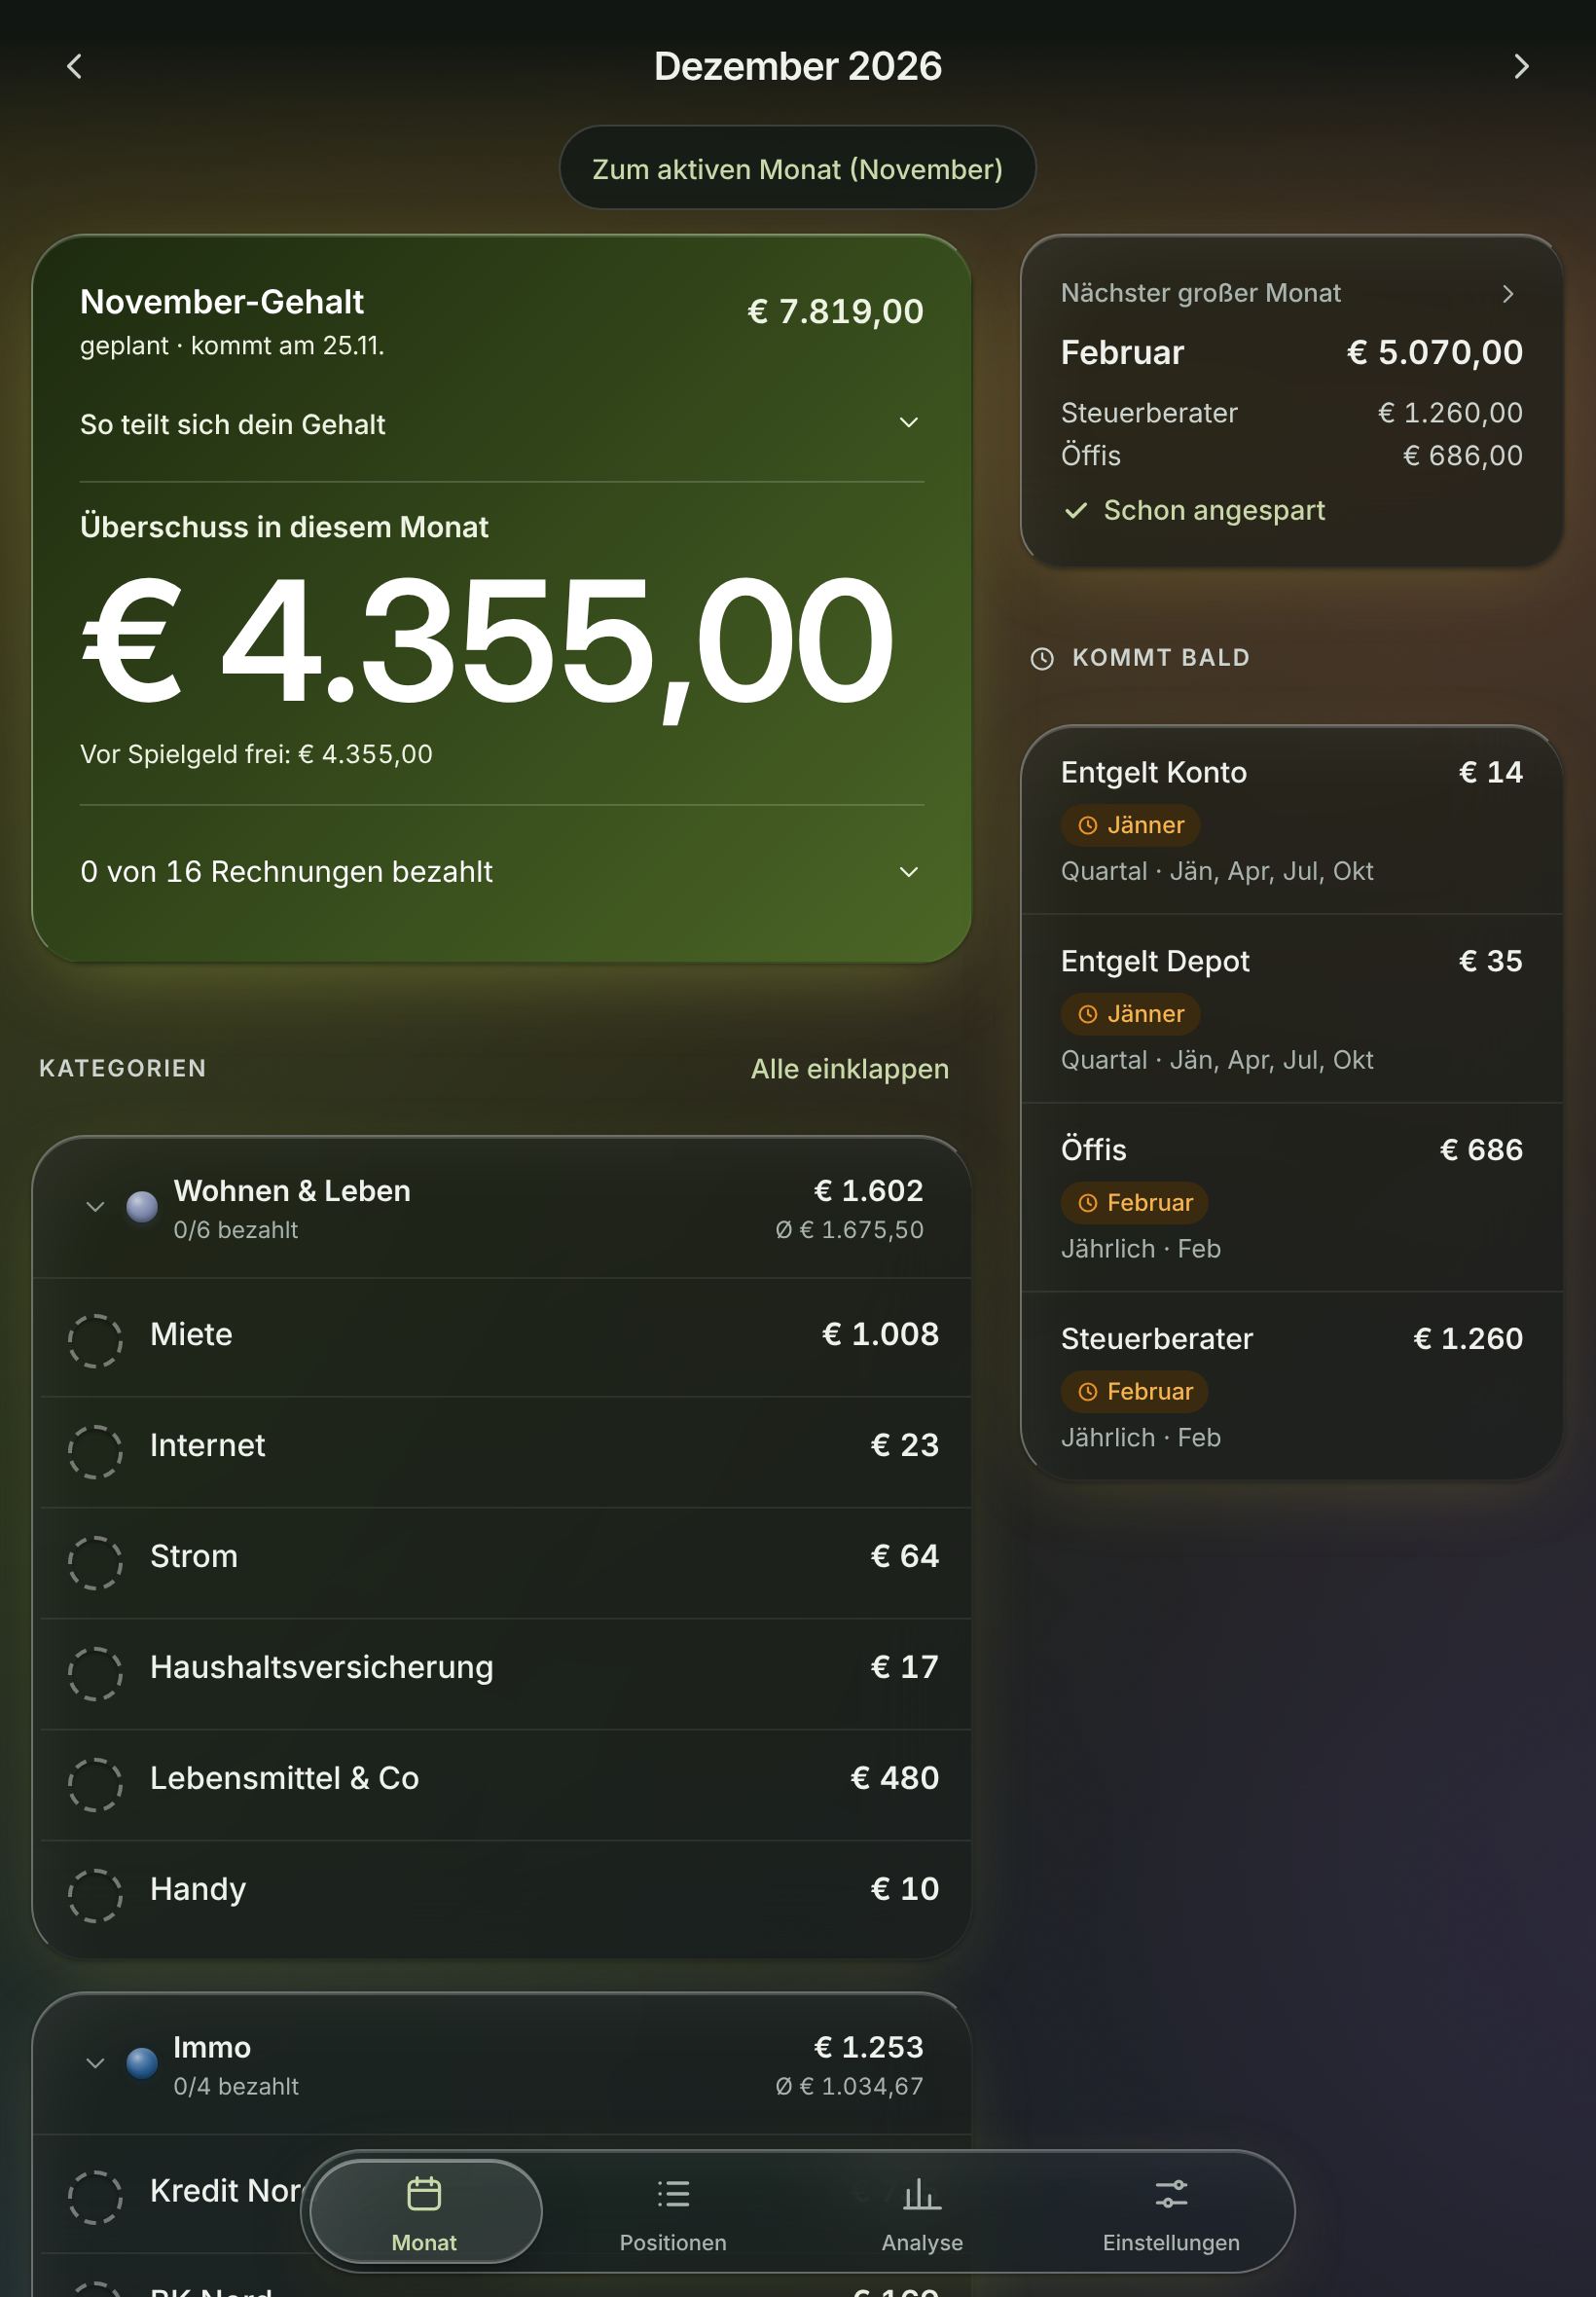 Dezember 2026
Zum aktiven Monat (November)
November-Gehalt
€ 7.819,00
geplant · kommt am 25.11.
So teilt sich dein Gehalt
Überschuss in diesem Monat
€ 4.355,00
Vor Spielgeld frei: € 4.355,00
0 von 16 Rechnungen bezahlt
KATEGORIEN
Alle einklappen
Wohnen & Leben
€ 1.602
0/6 bezahlt
Ø € 1.675,50
Miete
€ 1.008
Internet
€ 23
Strom
€ 64
Haushaltsversicherung
€ 17
Lebensmittel & Co
€ 480
Handy
€ 10
Immo
€ 1.253
0/4 bezahlt
Ø € 1.034,67
Kredit
Nächster großer Monat
Februar
€ 5.070,00
Steuerberater
€ 1.260,00
Öffis
€ 686,00
Schon angespart
KOMMT BALD
Entgelt Konto
€ 14
Jänner
Quartal · Jän, Apr, Jul, Okt
Entgelt Depot
€ 35
Jänner
Quartal · Jän, Apr, Jul, Okt
Öffis
€ 686
Februar
Jährlich · Feb
Steuerberater
€ 1.260
Februar
Jährlich · Feb
Monat
Positionen
Analyse
Einstellungen